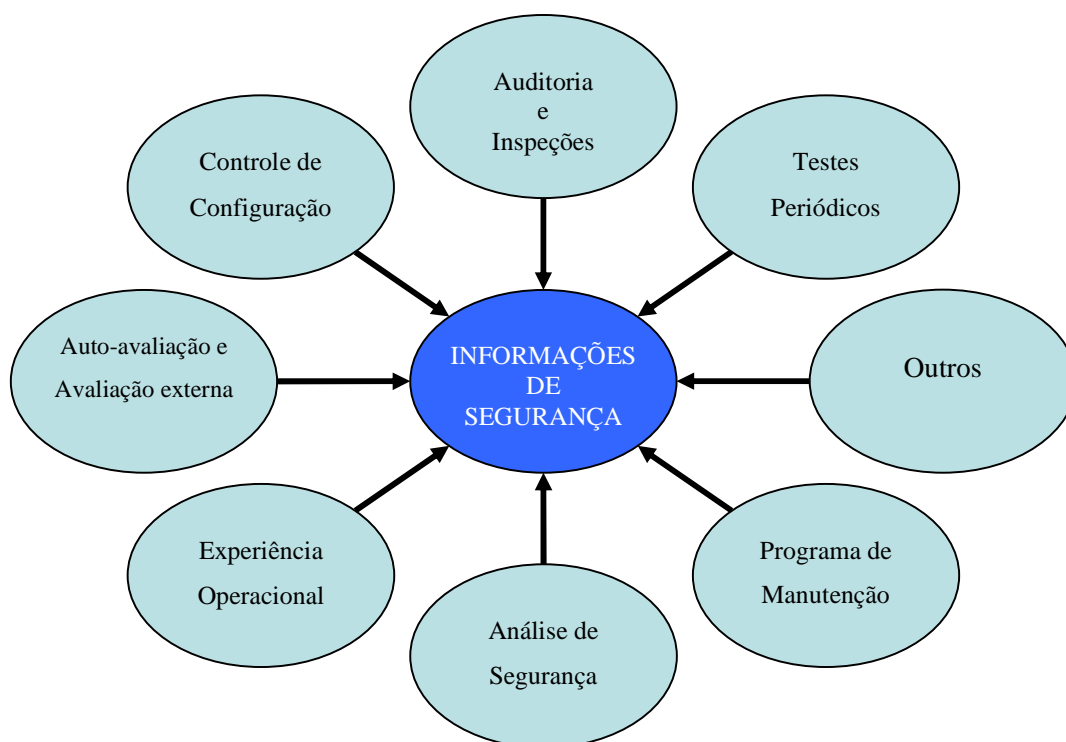 Auditoria
e
Inspeções
Controle de
Configuração
Testes
Periódicos
Auto-avaliação e
Avaliação externa
INFORMAÇÕES
DE
SEGURANÇA
Outros
Experiência
Operacional
Programa de
Manutenção
Análise de
Segurança